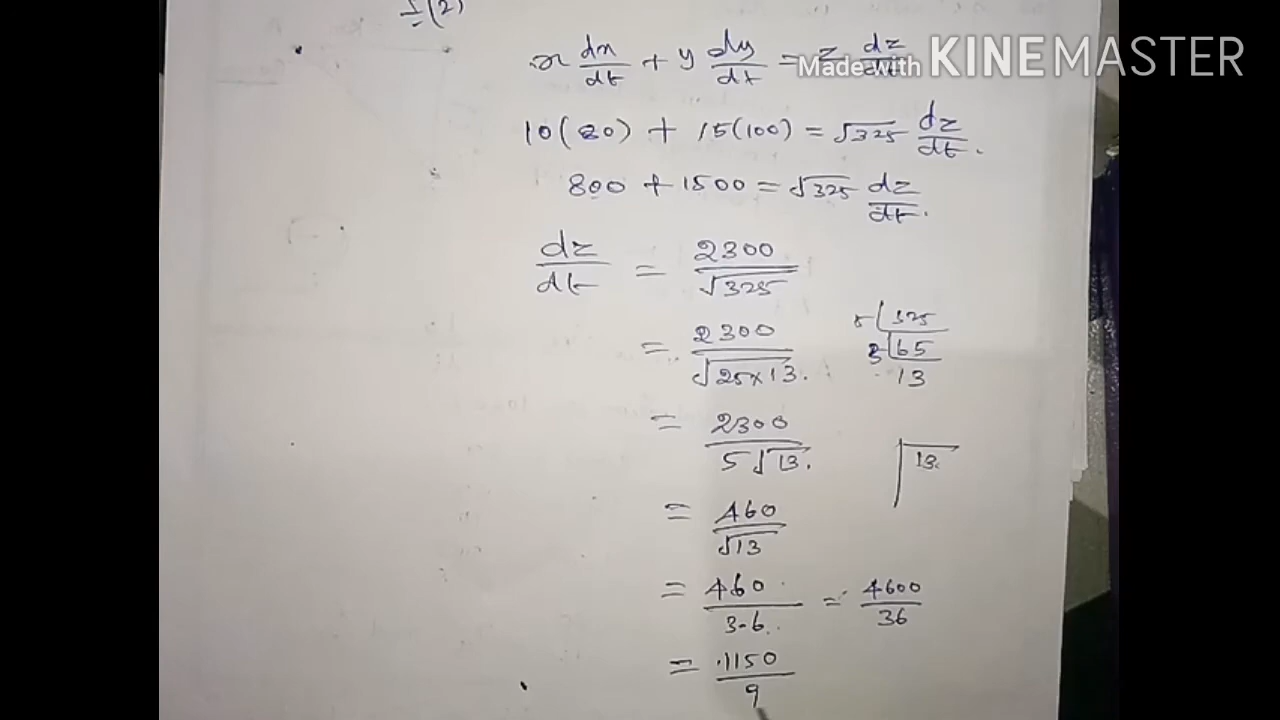 ÷(2)
x dx/dt + y dy/dt = z dz/dt
Made with KINEMASTER
10(80) + 15(100) = √325 dz/dt.
800 + 1500 = √325 dz/dt.
dz/dt = 2300/√325
= 2300/√25×13. 5 325
5 65
13
= 2300/5√13. 13.
= 460/√13
= 460/3.6 = 4600/36
= 1150/9